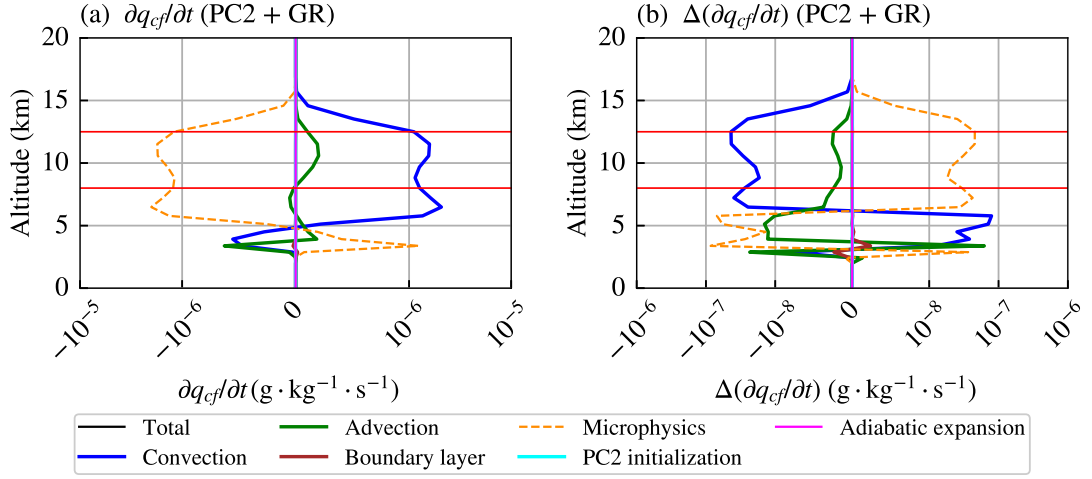 (a) ∂q_cf/∂t (PC2 + GR)
(b) Δ(∂q_cf/∂t) (PC2 + GR)
Altitude (km)
20
15
10
5
0
−10⁻⁵
−10⁻⁶
0
10⁻⁶
10⁻⁵
∂q_cf/∂t (g · kg⁻¹ · s⁻¹)
Altitude (km)
20
15
10
5
0
−10⁻⁶
−10⁻⁷
−10⁻⁸
0
10⁻⁸
10⁻⁷
10⁻⁶
Δ(∂q_cf/∂t) (g · kg⁻¹ · s⁻¹)
Total Advection Microphysics Adiabatic expansion
Convection Boundary layer PC2 initialization